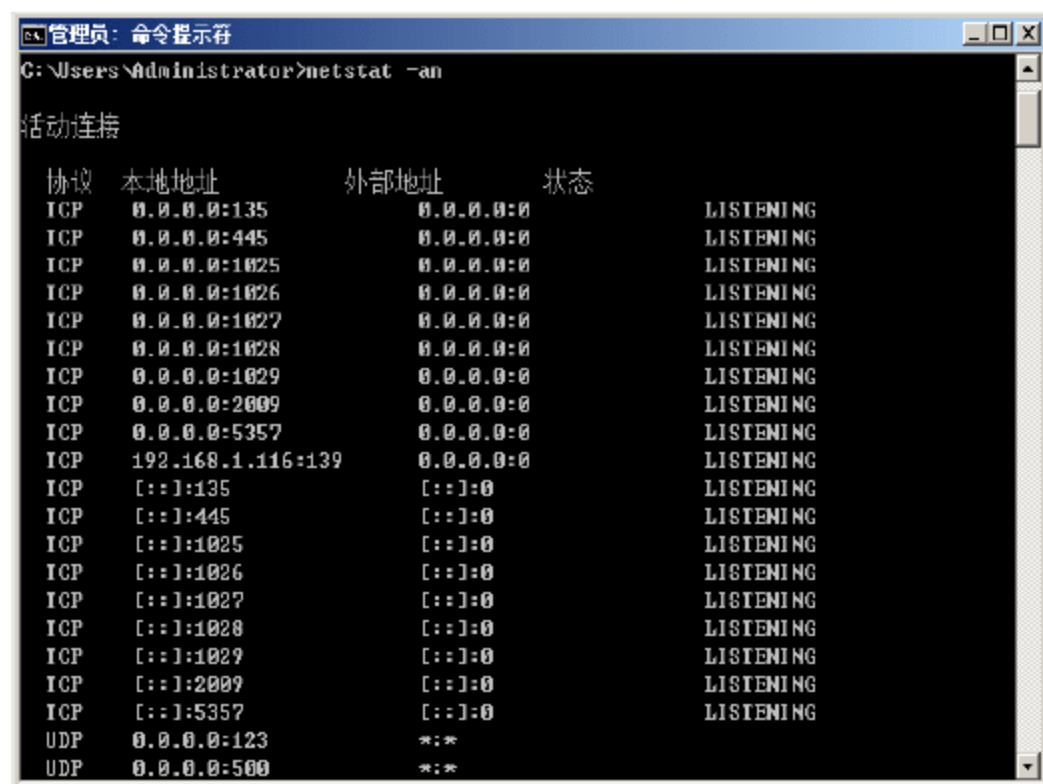 管理员: 命令提示符
C:\Users\Administrator>netstat -an
活动连接
协议 本地地址 外部地址 状态
TCP 0.0.0.0:135 0.0.0.0:0 LISTENING
TCP 0.0.0.0:445 0.0.0.0:0 LISTENING
TCP 0.0.0.0:1025 0.0.0.0:0 LISTENING
TCP 0.0.0.0:1026 0.0.0.0:0 LISTENING
TCP 0.0.0.0:1027 0.0.0.0:0 LISTENING
TCP 0.0.0.0:1028 0.0.0.0:0 LISTENING
TCP 0.0.0.0:1029 0.0.0.0:0 LISTENING
TCP 0.0.0.0:2009 0.0.0.0:0 LISTENING
TCP 0.0.0.0:5357 0.0.0.0:0 LISTENING
TCP 192.168.1.116:139 0.0.0.0:0 LISTENING
TCP [::]:135 [::]:0 LISTENING
TCP [::]:445 [::]:0 LISTENING
TCP [::]:1025 [::]:0 LISTENING
TCP [::]:1026 [::]:0 LISTENING
TCP [::]:1027 [::]:0 LISTENING
TCP [::]:1028 [::]:0 LISTENING
TCP [::]:1029 [::]:0 LISTENING
TCP [::]:2009 [::]:0 LISTENING
TCP [::]:5357 [::]:0 LISTENING
UDP 0.0.0.0:123 *:*
UDP 0.0.0.0:500 *:*